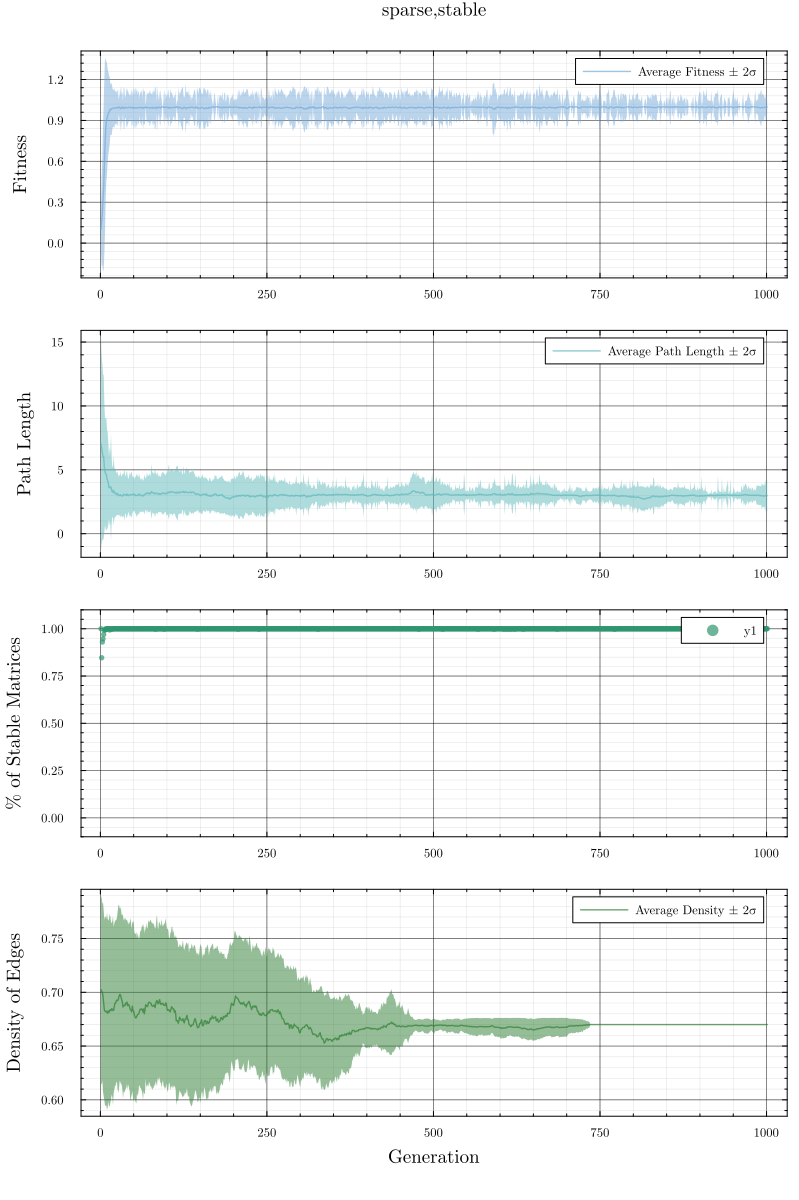 sparse,stable
Average Fitness ± 2σ
Fitness
1.2
0.9
0.6
0.3
0.0
0 250 500 750 1000
Average Path Length ± 2σ
Path Length
15
10
5
0
0 250 500 750 1000
y1
% of Stable Matrices
1.00
0.75
0.50
0.25
0.00
0 250 500 750 1000
Average Density ± 2σ
Density of Edges
0.75
0.70
0.65
0.60
0 250 500 750 1000
Generation